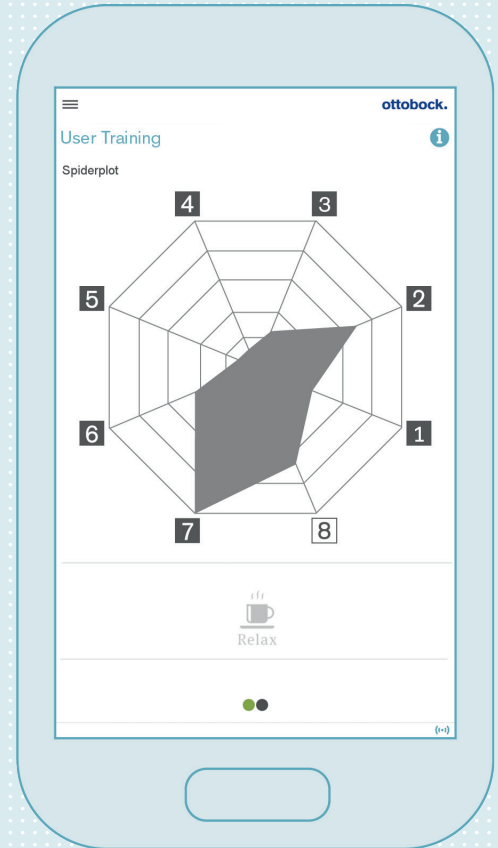 ottobock.
User Training
i
Spiderplot
4 3
5 2
6 1
7 8
Relax